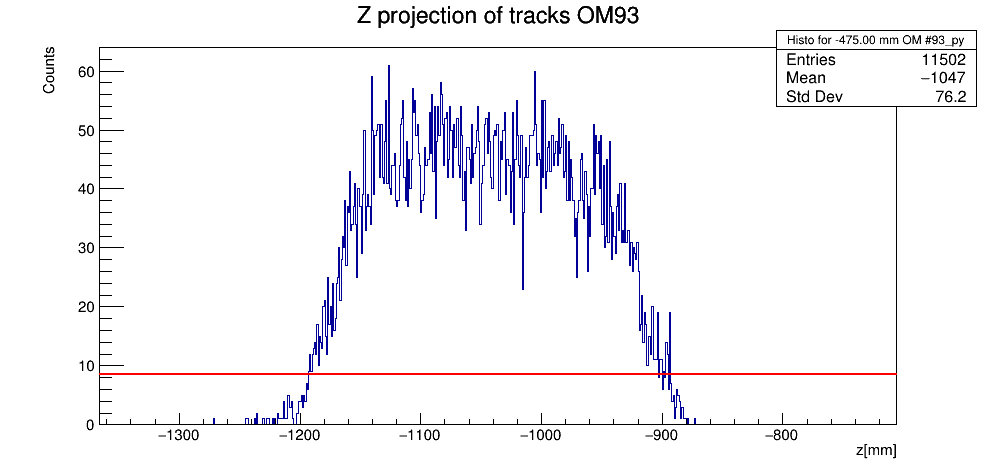 Z projection of tracks OM93
Histo for -475.00 mm OM #93_py
Entries 11502
Mean −1047
Std Dev 76.2
Counts
60
50
40
30
20
10
0
−1300 −1200 −1100 −1000 −900 −800
z[mm]